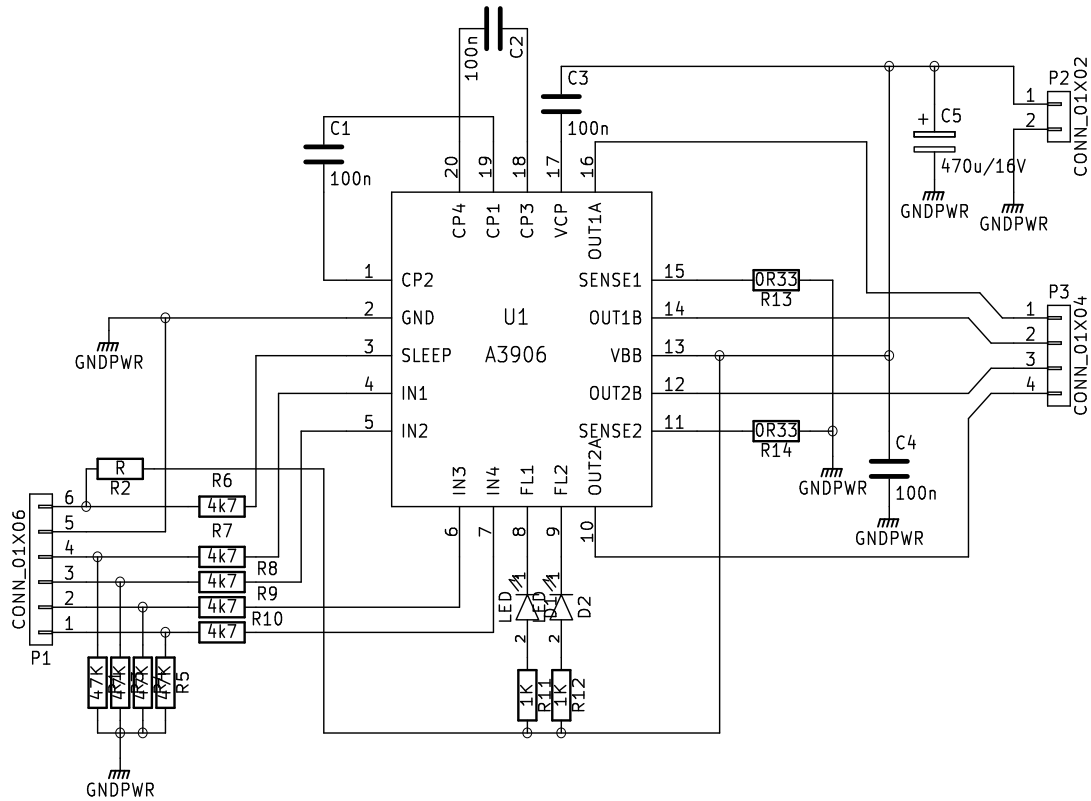 100n
C2
C3
100n
C1
100n
20
19
18
17
16
CP4
CP1
CP3
VCP
OUT1A
P2
1
2
CONN_01X02
+
C5
470u/16V
GNDPWR
GNDPWR
1
CP2
2
GND
3
SLEEP
4
IN1
5
IN2
U1
A3906
SENSE1
15
OUT1B
14
VBB
13
OUT2B
12
SENSE2
11
0R33
R13
0R33
R14
GNDPWR
P3
1
2
3
4
CONN_01X04
GNDPWR
C4
100n
GNDPWR
IN3
IN4
FL1
FL2
OUT2A
6
7
8
9
10
R
R2
R6
4k7
R7
4k7
R8
4k7
R9
4k7
R10
CONN_01X06
6
5
4
3
2
1
P1
47K
R5
GNDPWR
LED
1
LED
1
D1
D2
2
2
1K
R11
1K
R12